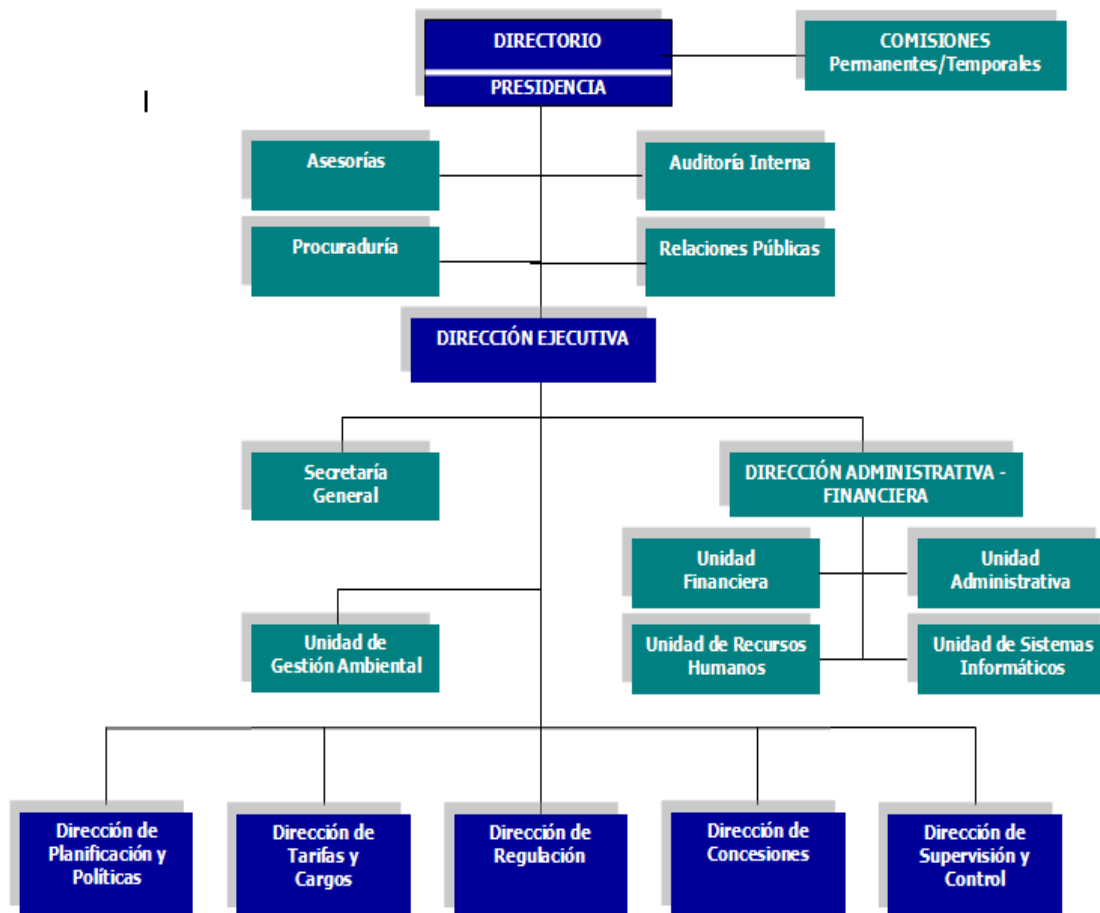 DIRECTORIO
PRESIDENCIA
COMISIONES
Permanentes/Temporales
Asesorías
Auditoría Interna
Procuraduría
Relaciones Públicas
DIRECCIÓN EJECUTIVA
Secretaría
General
DIRECCIÓN ADMINISTRATIVA -
FINANCIERA
Unidad
Financiera
Unidad
Administrativa
Unidad de
Gestión Ambiental
Unidad de Recursos
Humanos
Unidad de Sistemas
Informáticos
Dirección de
Planificación y
Políticas
Dirección de
Tarifas y
Cargos
Dirección de
Regulación
Dirección de
Concesiones
Dirección de
Supervisión y
Control